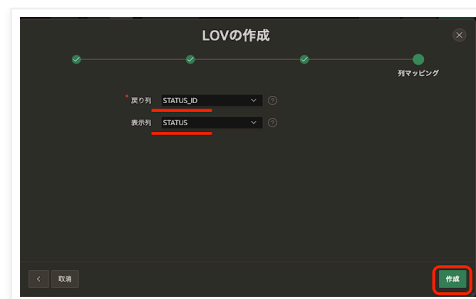 LOVの作成
列マッピング
* 戻り列 STATUS_ID
表示列 STATUS
取消
作成